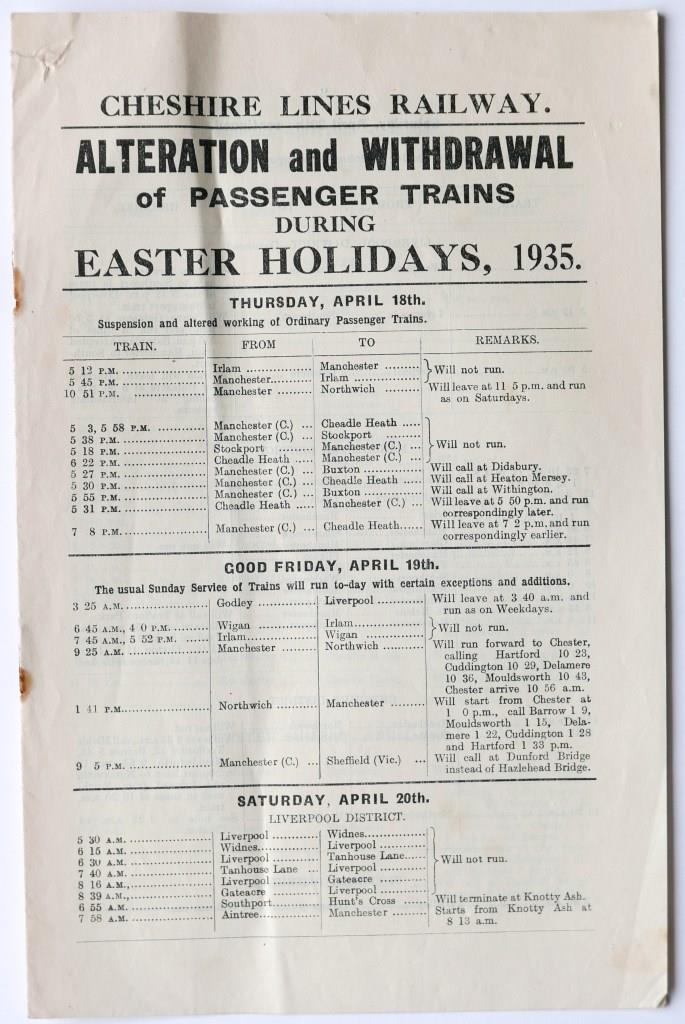 CHESHIRE LINES RAILWAY.
ALTERATION and WITHDRAWAL
of PASSENGER TRAINS
DURING
EASTER HOLIDAYS, 1935.
THURSDAY, APRIL 18th.
Suspension and altered working of Ordinary Passenger Trains.
TRAIN. FROM TO REMARKS.
5 12 P.M. Irlam Manchester } Will not run.
5 45 P.M. Manchester Irlam
10 51 P.M. Manchester Northwich Will leave at 11 5 p.m. and run
as on Saturdays.
5 3, 5 58 P.M. Manchester (C.) Cheadle Heath
5 38 P.M. Manchester (C.) Stockport } Will not run.
5 18 P.M. Stockport Manchester (C.)
6 22 P.M. Cheadle Heath Manchester (C.)
5 27 P.M. Manchester (C.) Buxton Will call at Didsbury.
5 30 P.M. Manchester (C.) Cheadle Heath Will call at Heaton Mersey.
5 55 P.M. Manchester (C.) Buxton Will call at Withington.
5 31 P.M. Cheadle Heath Manchester (C.) Will leave at 5 50 p.m. and run
correspondingly later.
7 8 P.M. Manchester (C.) Cheadle Heath Will leave at 7 2 p.m. and run
correspondingly earlier.
GOOD FRIDAY, APRIL 19th.
The usual Sunday Service of Trains will run to-day with certain exceptions and additions.
3 25 A.M. Godley Liverpool Will leave at 3 40 a.m. and
run as on Weekdays.
6 45 A.M., 4 0 P.M. Wigan Irlam } Will not run.
7 45 A.M., 5 52 P.M. Irlam Wigan
9 25 A.M. Manchester Northwich Will run forward to Chester,
calling Hartford 10 23,
Cuddington 10 29, Delamere
10 36, Mouldsworth 10 43,
Chester arrive 10 56 a.m.
1 41 P.M. Northwich Manchester Will start from Chester at
1 0 p.m., call Barrow 1 9,
Mouldsworth 1 15, Dela-
mere 1 22, Cuddington 1 28
and Hartford 1 33 p.m.
9 5 P.M. Manchester (C.) Sheffield (Vic.) Will call at Dunford Bridge
instead of Hazlehead Bridge.
SATURDAY, APRIL 20th.
LIVERPOOL DISTRICT.
5 30 A.M. Liverpool Widnes
6 15 A.M. Widnes Liverpool
6 30 A.M. Liverpool Tanhouse Lane } Will not run.
7 40 A.M. Tanhouse Lane Liverpool
8 16 A.M., Liverpool Gateacre
8 39 A.M., Gateacre Liverpool
6 55 A.M. Southport Hunt's Cross Will terminate at Knotty Ash.
7 58 A.M. Aintree Manchester Starts from Knotty Ash at
8 13 a.m.